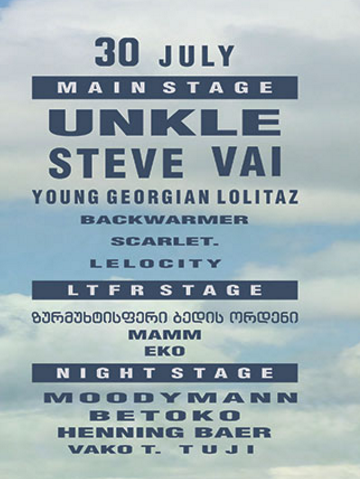 30 JULY
MAIN STAGE
UNKLE
STEVE VAI
YOUNG GEORGIAN LOLITAZ
BACKWARMER
SCARLET.
LELOCITY
LTFR STAGE
ზურმუხტისფერი ბედის ორდენი
MAMM
EKO
NIGHT STAGE
MOODYMANN
BETOKO
HENNING BAER
VAKO T. TUJI